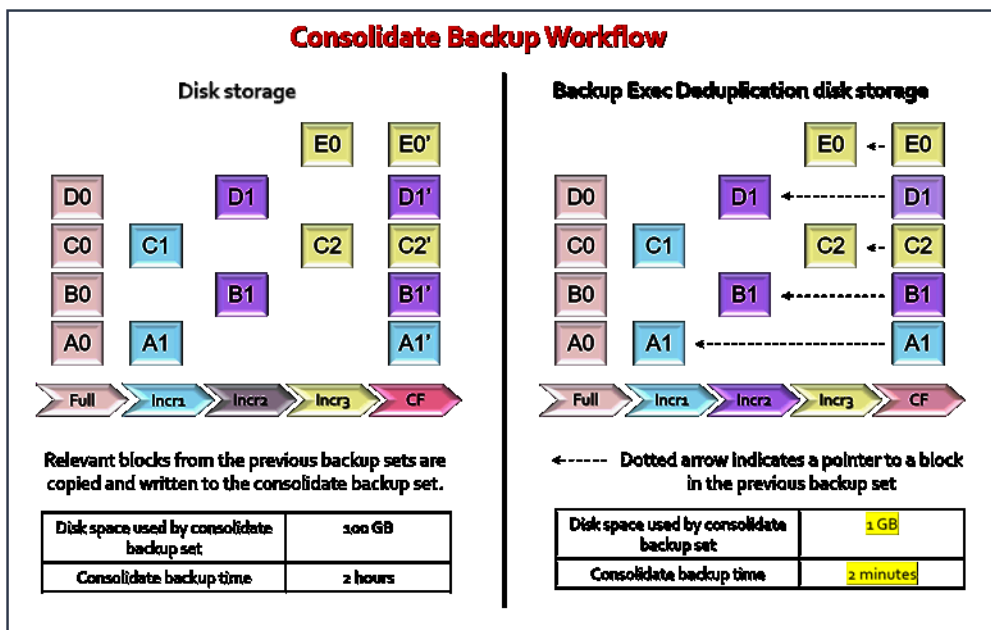 Consolidate Backup Workflow
Disk storage
E0 E0'
D0 D1 D1'
C0 C1 C2 C2'
B0 B1 B1'
A0 A1 A1'
Full Incr1 Incr2 Incr3 CF
Relevant blocks from the previous backup sets are
copied and written to the consolidate backup set.
Disk space used by consolidate
backup set
100 GB
Consolidate backup time
2 hours
Backup Exec Deduplication disk storage
E0 E0
D0 D1 D1
C0 C1 C2 C2
B0 B1 B1
A0 A1 A1
Full Incr1 Incr2 Incr3 CF
Dotted arrow indicates a pointer to a block
in the previous backup set
Disk space used by consolidate
backup set
1 GB
Consolidate backup time
2 minutes